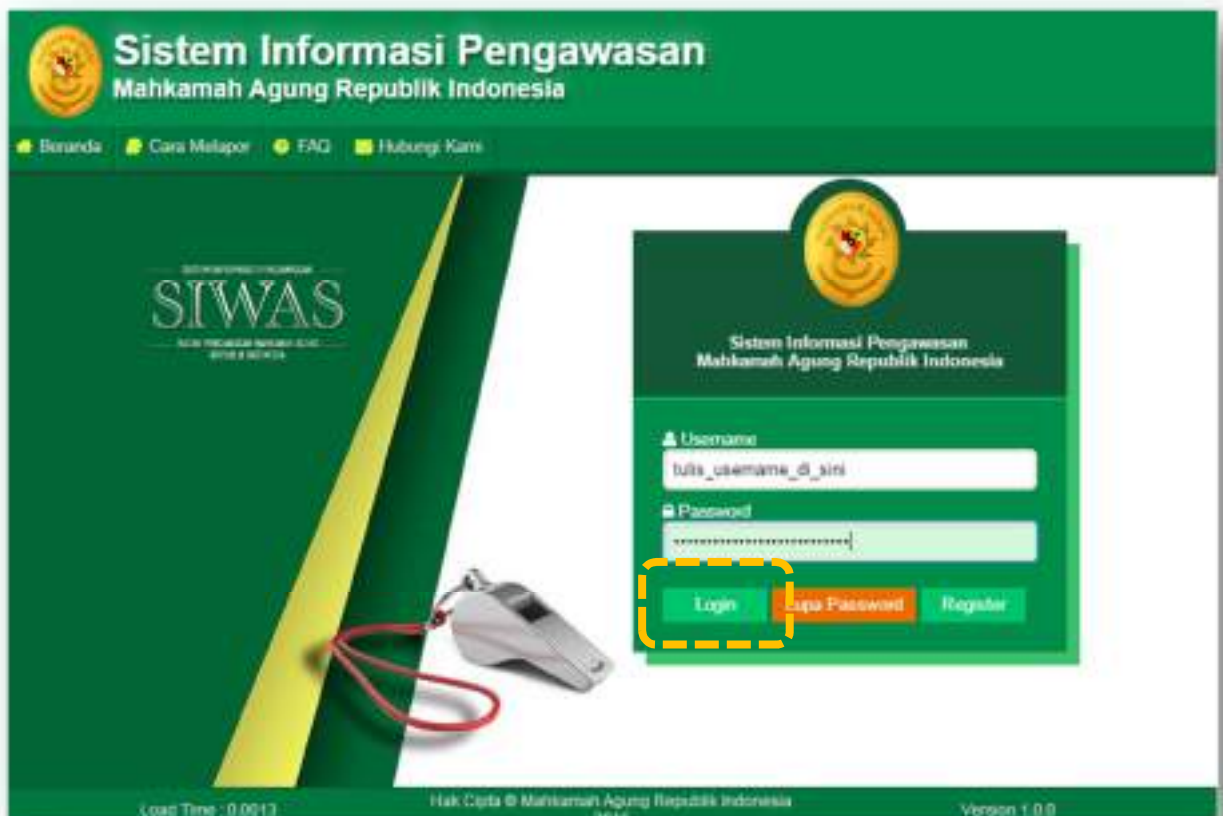 Sistem Informasi Pengawasan
Mahkamah Agung Republik Indonesia
Beranda
Cara Melapor
FAQ
Hubungi Kami
SIWAS
Sistem Informasi Pengawasan
Mahkamah Agung Republik Indonesia
Username
tulis_username_di_sini
Password
Login
Lupa Password
Register
Load Time : 0.0013
Hak Cipta © Mahkamah Agung Republik Indonesia
Version 1.0.0